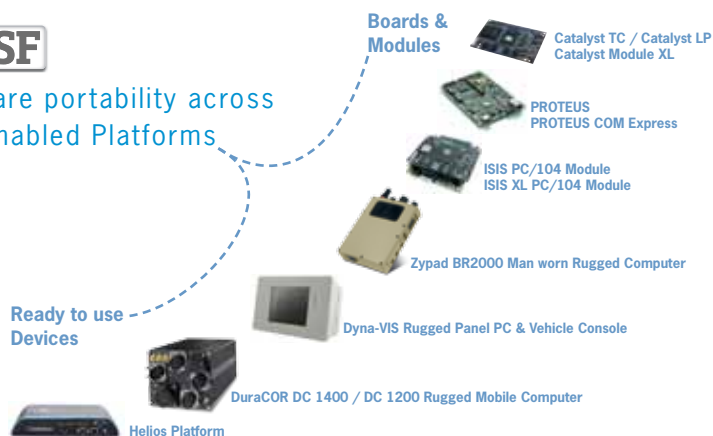 SF
are portability across
nabled Platforms
Boards &
Modules
Catalyst TC / Catalyst LP
Catalyst Module XL
PROTEUS
PROTEUS COM Express
ISIS PC/104 Module
ISIS XL PC/104 Module
Zypad BR2000 Man worn Rugged Computer
Ready to use
Devices
Dyna-VIS Rugged Panel PC & Vehicle Console
DuraCOR DC 1400 / DC 1200 Rugged Mobile Computer
Helios Platform